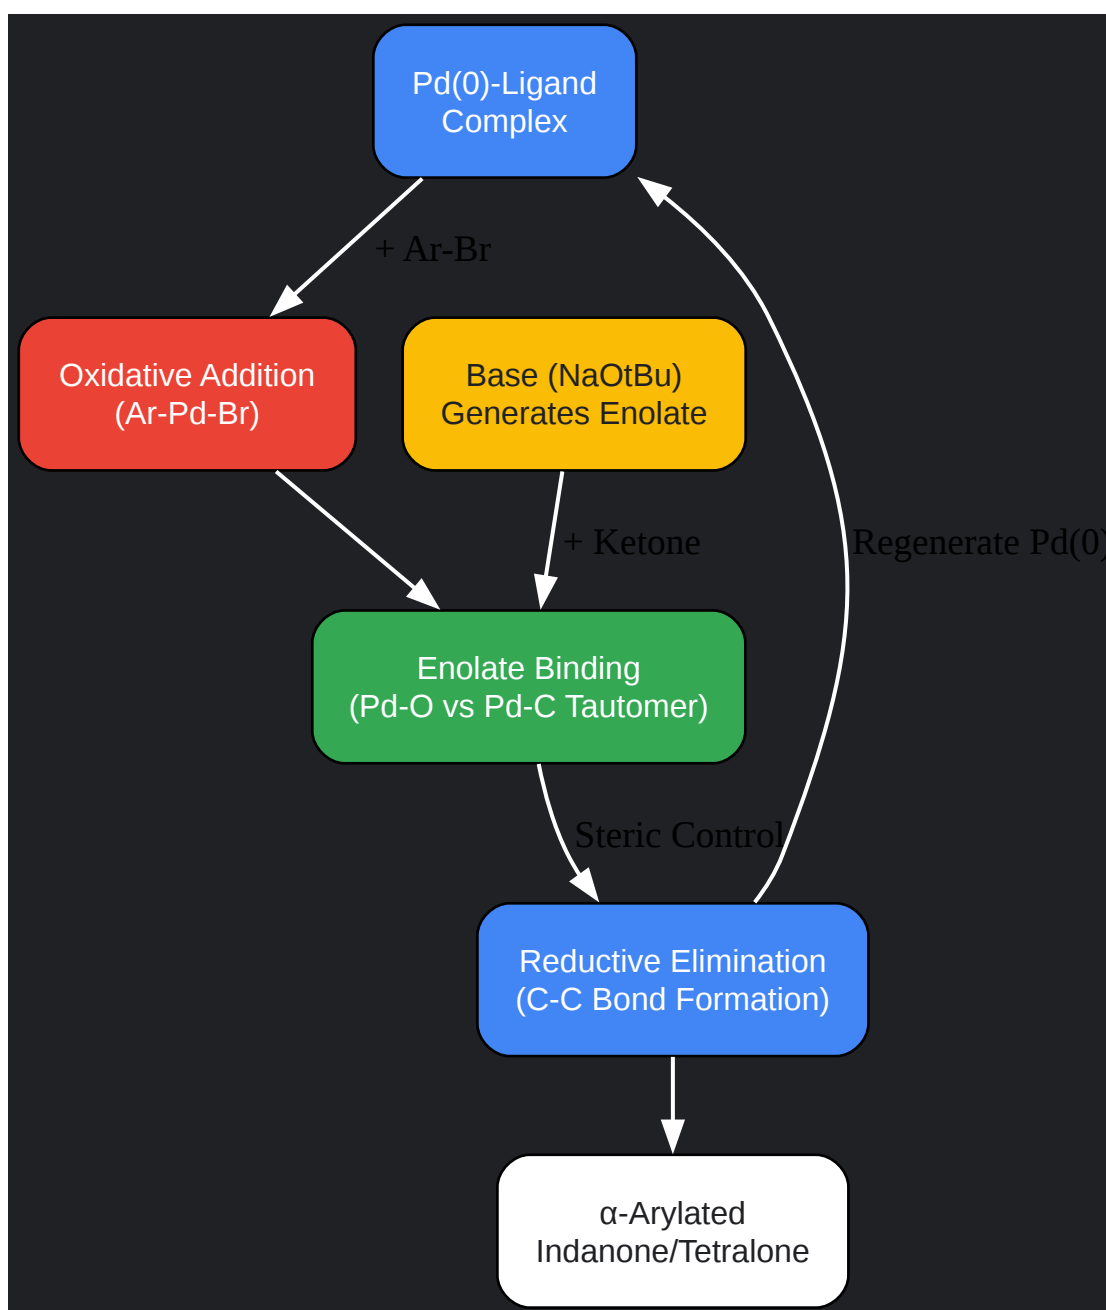 Pd(0)-Ligand
Complex
+ Ar-Br
Oxidative Addition
(Ar-Pd-Br)
Base (NaOtBu)
Generates Enolate
+ Ketone
Regenerate Pd(0)
Enolate Binding
(Pd-O vs Pd-C Tautomer)
Steric Control
Reductive Elimination
(C-C Bond Formation)
α-Arylated
Indanone/Tetralone